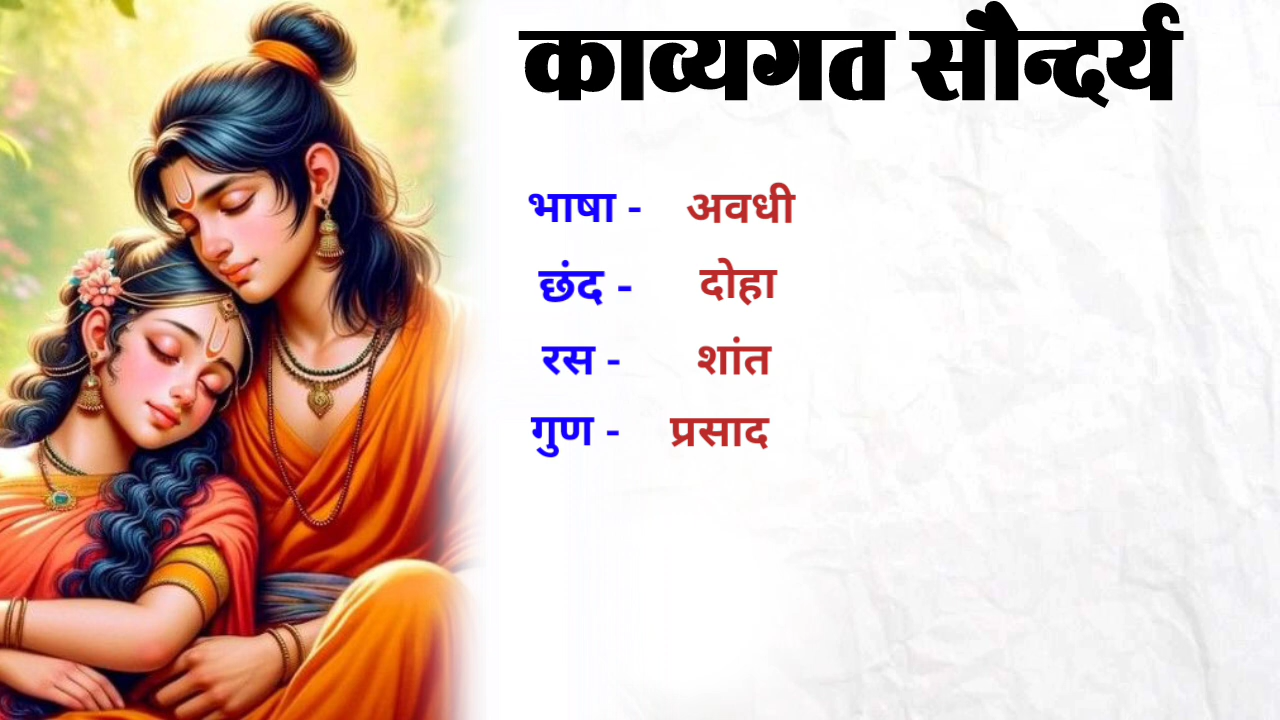 काव्यगत सौन्दर्य
भाषा - अवधी
छंद - दोहा
रस - शांत
गुण - प्रसाद